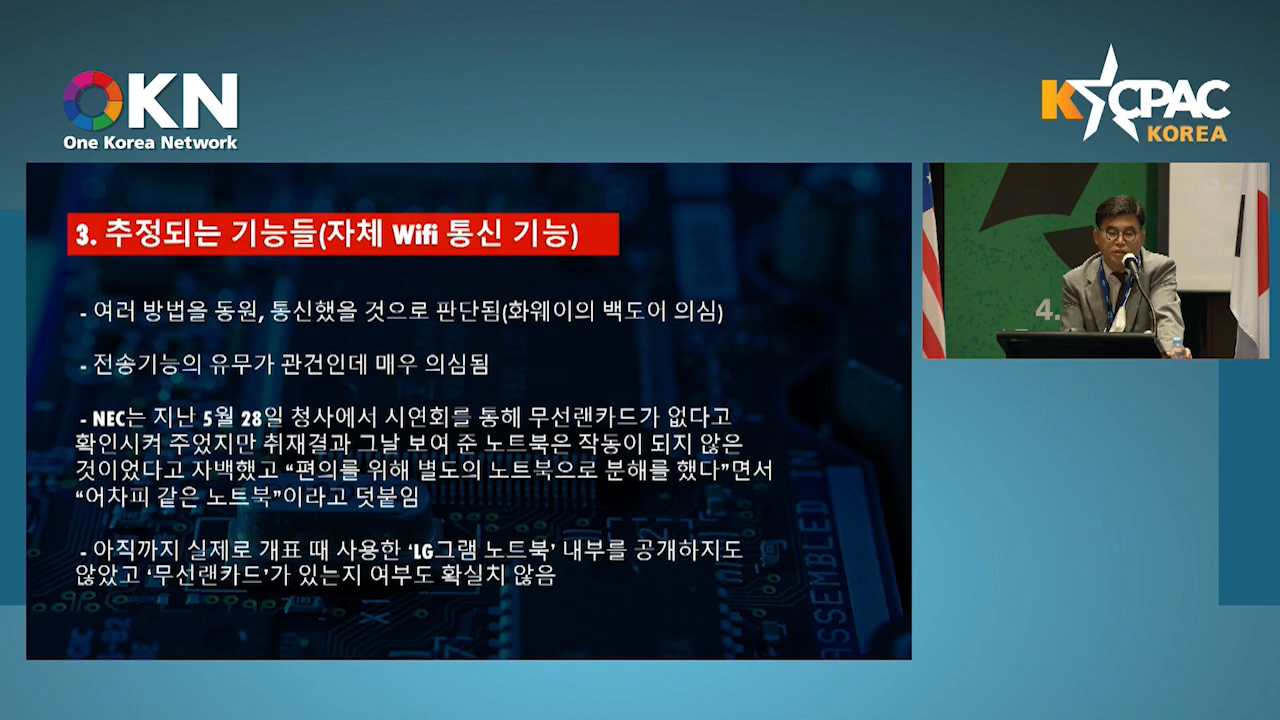 OKN
One Korea Network
KCPAC
KOREA
3. 추정되는 기능들(자체 Wifi 통신 기능)
- 여러 방법을 동원, 통신했을 것으로 판단됨(화웨이의 백도어 의심)
- 전송기능의 유무가 관건인데 매우 의심됨
- NEC는 지난 5월 28일 청사에서 시연회를 통해 무선랜카드가 없다고
확인시켜 주었지만 취재결과 그날 보여 준 노트북은 작동이 되지 않은
것이었다고 자백했고 “편의를 위해 별도의 노트북으로 분해를 했다”면서
“어차피 같은 노트북”이라고 덧붙임
- 아직까지 실제로 개표 때 사용한 ‘LG그램 노트북’ 내부를 공개하지도
않았고 ‘무선랜카드’가 있는지 여부도 확실치 않음
ASSEMBLED IN
X1
4.